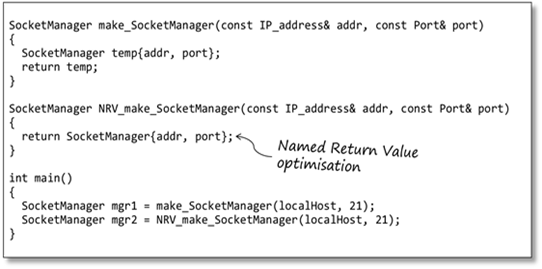 SocketManager make_SocketManager(const IP_address& addr, const Port& port)
{
  SocketManager temp{addr, port};
  return temp;
}
SocketManager NRV_make_SocketManager(const IP_address& addr, const Port& port)
{
  return SocketManager{addr, port};
}
Named Return Value
optimisation
int main()
{
  SocketManager mgr1 = make_SocketManager(localHost, 21);
  SocketManager mgr2 = NRV_make_SocketManager(localHost, 21);
}